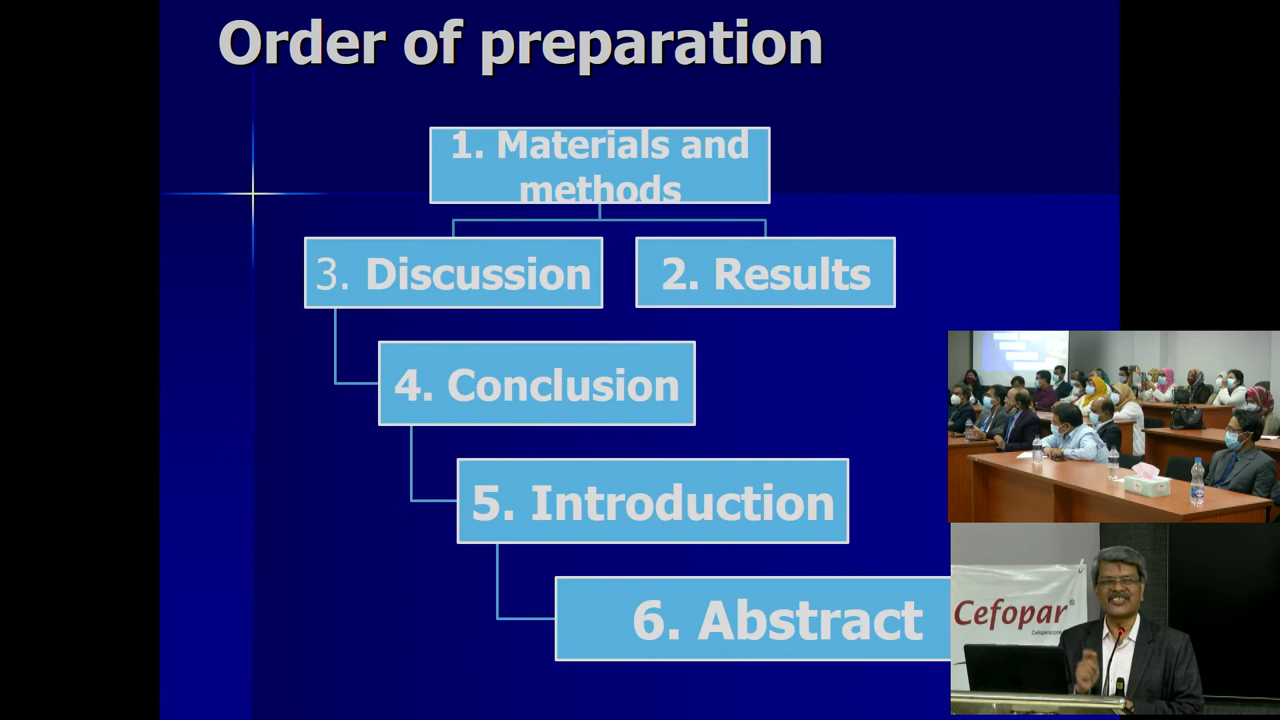 Order of preparation
1. Materials and
methods
3. Discussion
2. Results
4. Conclusion
5. Introduction
6. Abstract
Cefopar®